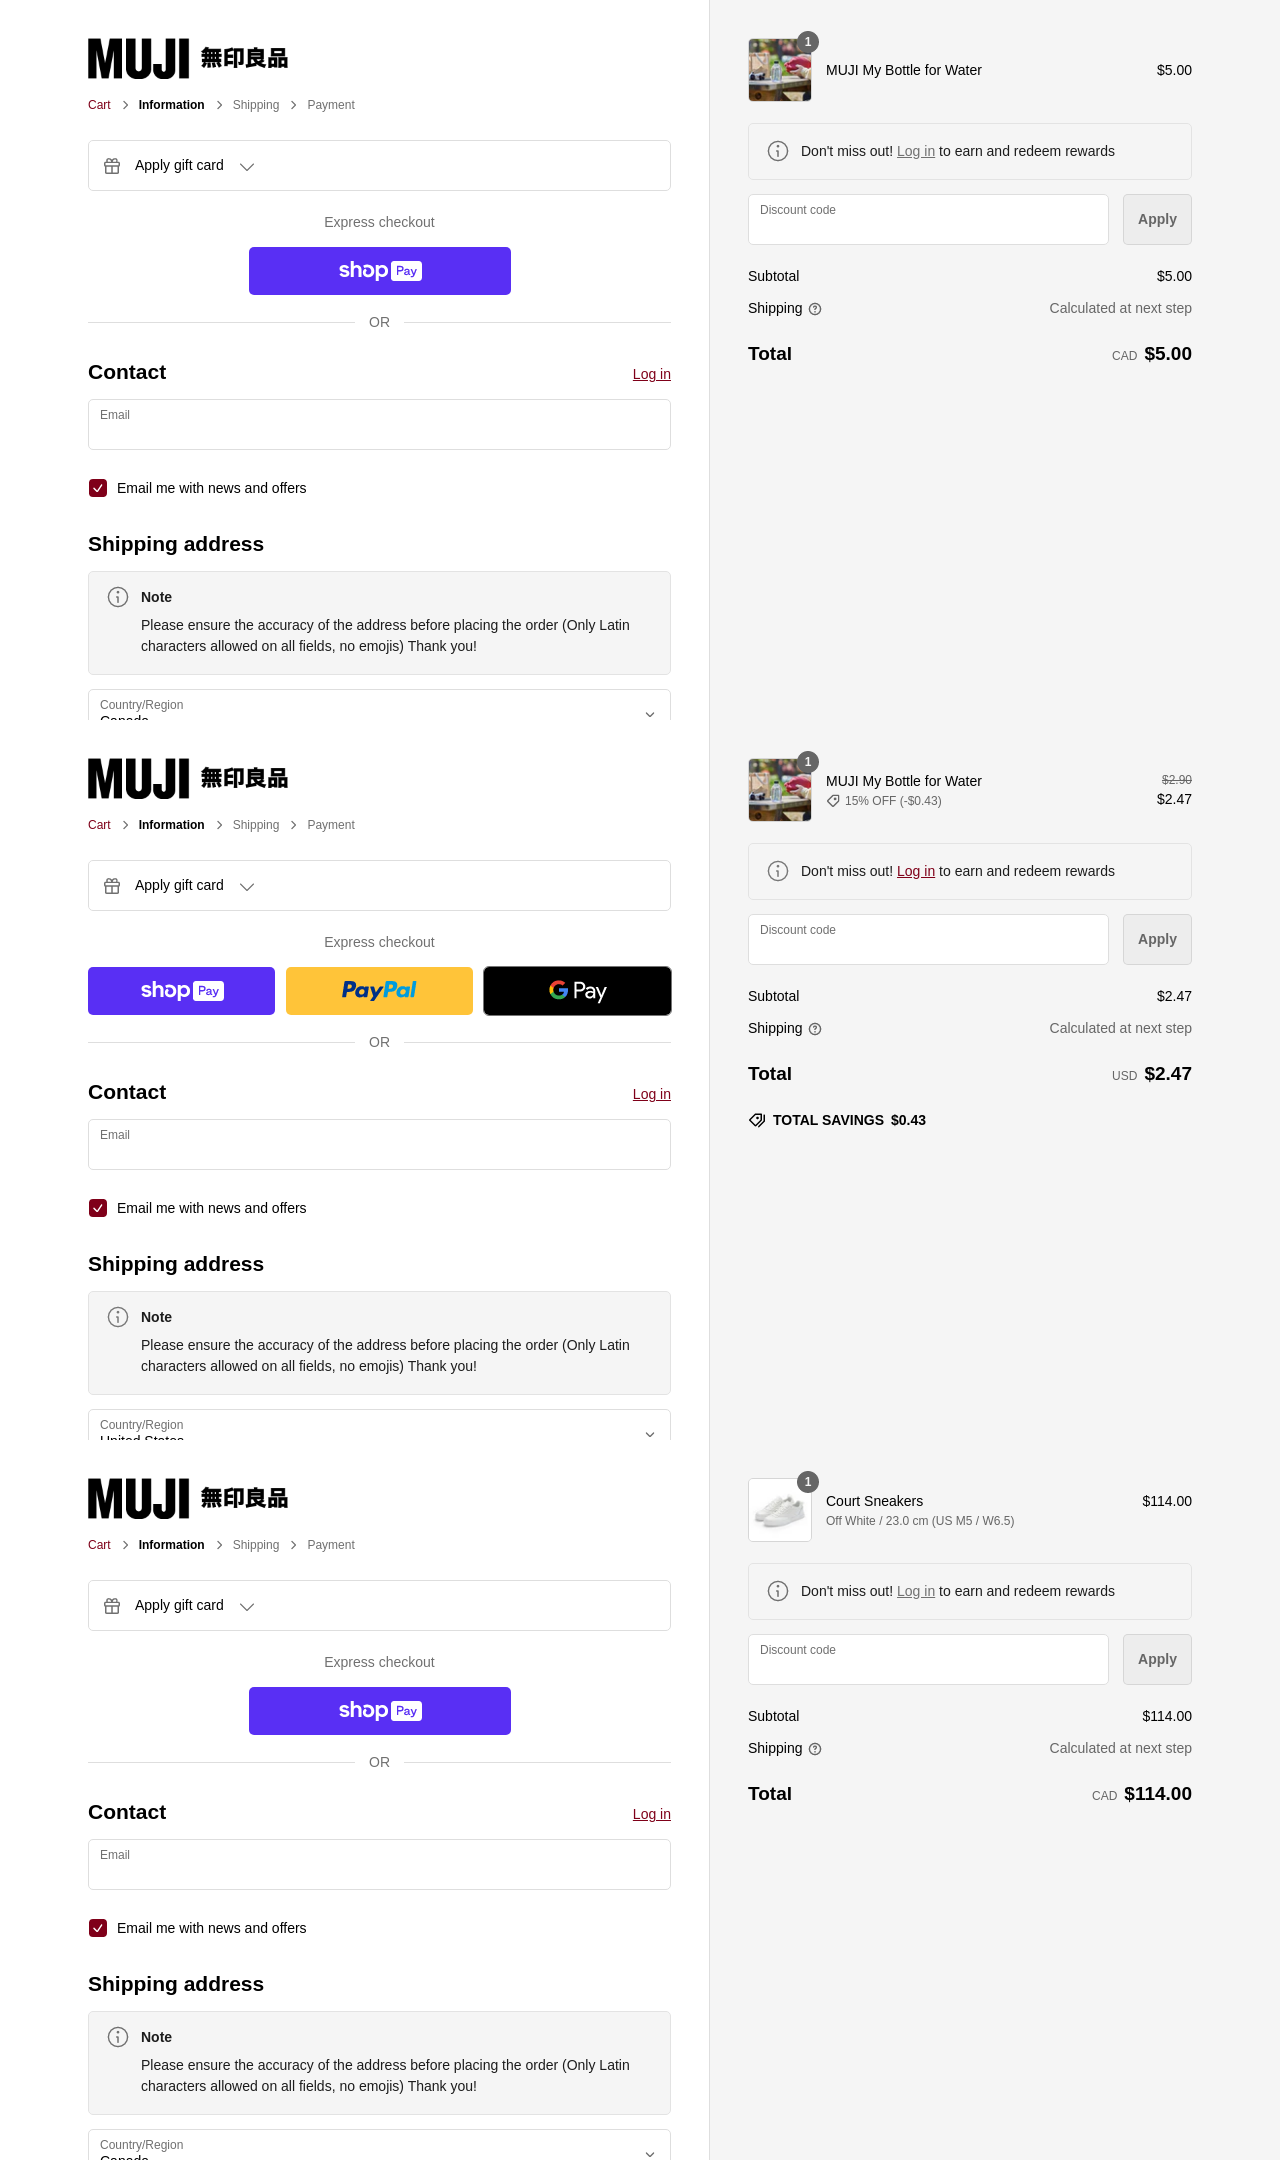 MUJI 無印良品
Cart > Information > Shipping > Payment
Apply gift card
Express checkout
shop Pay
OR
Contact
Log in
Email
Email me with news and offers
Shipping address
Note
Please ensure the accuracy of the address before placing the order (Only Latin
characters allowed on all fields, no emojis) Thank you!
Country/Region
Canada
1
MUJI My Bottle for Water
$5.00
Don't miss out! Log in to earn and redeem rewards
Discount code
Apply
Subtotal
$5.00
Shipping
Calculated at next step
Total
CAD $5.00
MUJI 無印良品
Cart > Information > Shipping > Payment
Apply gift card
Express checkout
shop Pay
PayPal
G Pay
OR
Contact
Log in
Email
Email me with news and offers
Shipping address
Note
Please ensure the accuracy of the address before placing the order (Only Latin
characters allowed on all fields, no emojis) Thank you!
Country/Region
United States
1
MUJI My Bottle for Water
15% OFF (-$0.43)
$2.90
$2.47
Don't miss out! Log in to earn and redeem rewards
Discount code
Apply
Subtotal
$2.47
Shipping
Calculated at next step
Total
USD $2.47
TOTAL SAVINGS $0.43
MUJI 無印良品
Cart > Information > Shipping > Payment
Apply gift card
Express checkout
shop Pay
OR
Contact
Log in
Email
Email me with news and offers
Shipping address
Note
Please ensure the accuracy of the address before placing the order (Only Latin
characters allowed on all fields, no emojis) Thank you!
Country/Region
Canada
1
Court Sneakers
Off White / 23.0 cm (US M5 / W6.5)
$114.00
Don't miss out! Log in to earn and redeem rewards
Discount code
Apply
Subtotal
$114.00
Shipping
Calculated at next step
Total
CAD $114.00